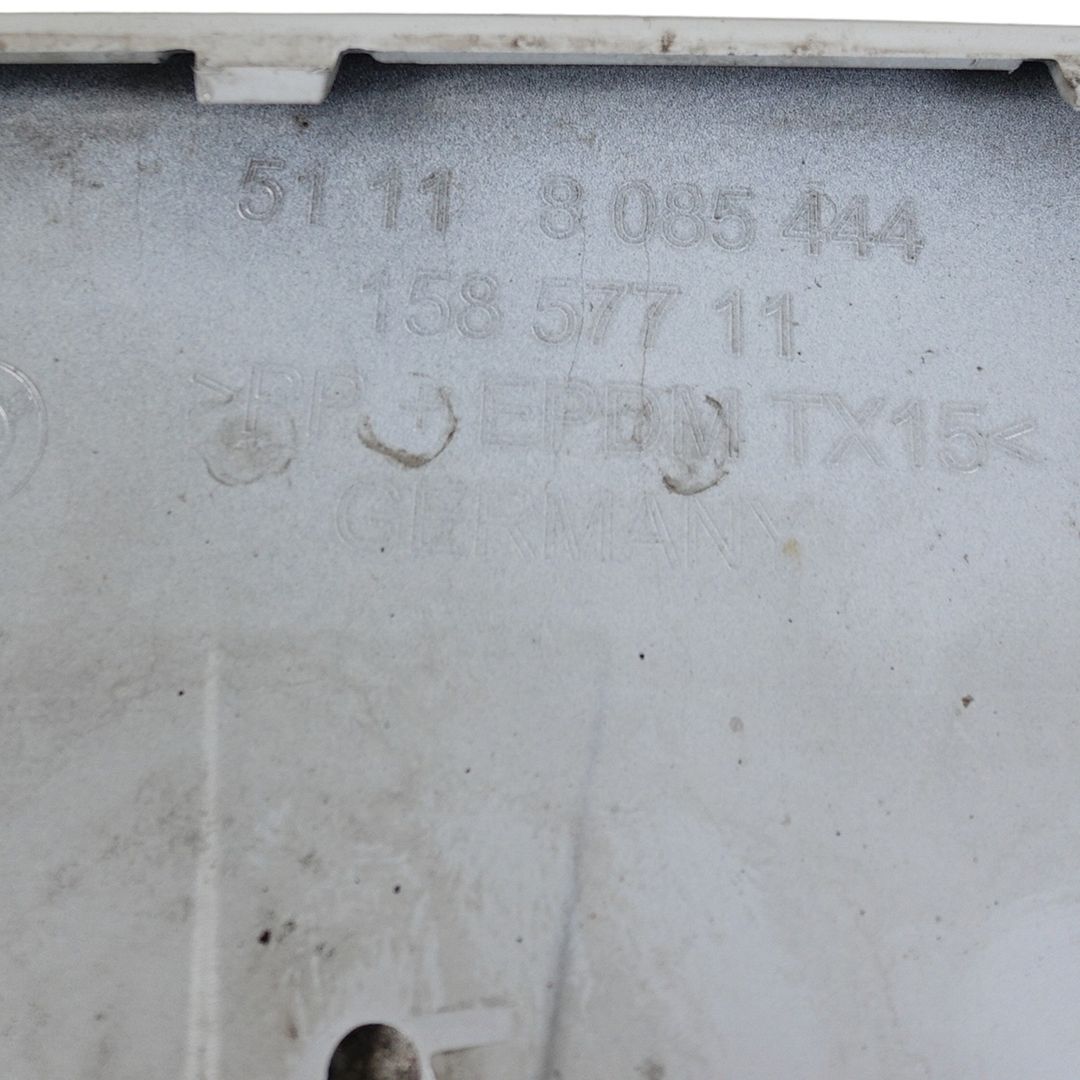 51 11 8 085 444
158 577 11
>PP + EPDM TX15<
GERMANY